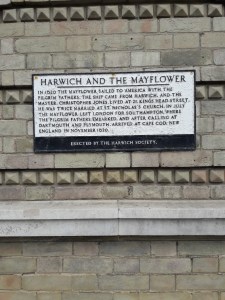 HARWICH AND THE MAYFLOWER
IN 1620 THE MAYFLOWER SAILED TO AMERICA WITH THE
PILGRIM FATHERS. THE SHIP CAME FROM HARWICH, AND THE
MASTER, CHRISTOPHER JONES, LIVED AT 21, KINGS HEAD STREET.
HE WAS TWICE MARRIED AT ST. NICHOLAS'S CHURCH. IN JULY
THE MAYFLOWER LEFT LONDON FOR SOUTHAMPTON, WHERE
THE PILGRIM FATHERS EMBARKED, AND AFTER CALLING AT
DARTMOUTH AND PLYMOUTH, ARRIVED AT CAPE COD, NEW
ENGLAND IN NOVEMBER 1620.
ERECTED BY THE HARWICH SOCIETY.